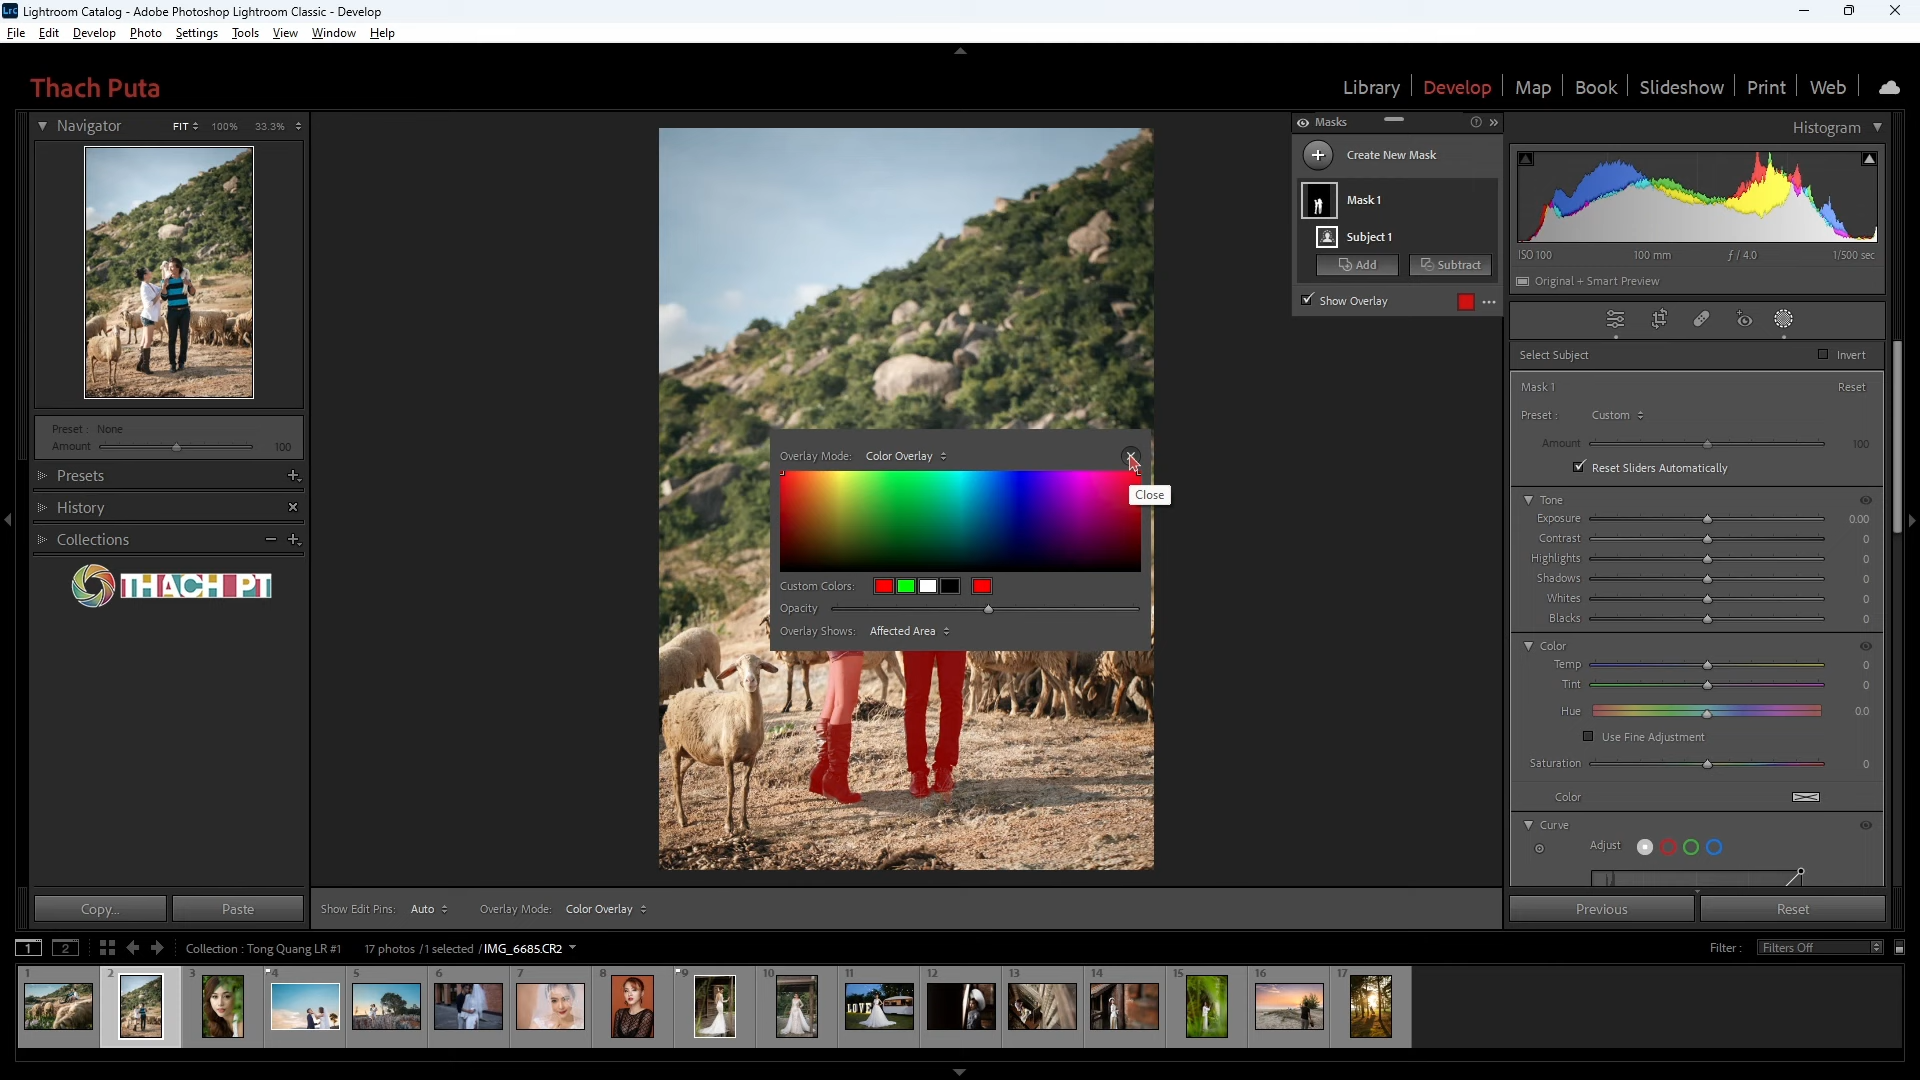 Lrc Lightroom Catalog - Adobe Photoshop Lightroom Classic - Develop
File Edit Develop Photo Settings Tools View Window Help
Thach Puta
Library Develop Map Book Slideshow Print Web
Navigator FIT 100% 33.3%
Preset: None
Amount 100
Presets
History
Collections
THACH PT
Copy... Paste
Masks
Create New Mask
Mask 1
Subject 1
Add Subtract
Show Overlay
Overlay Mode: Color Overlay
Close
Custom Colors:
Opacity
Overlay Shows: Affected Area
Show Edit Pins: Auto Overlay Mode: Color Overlay
Histogram
ISO 100 100 mm f / 4.0 1/500 sec
Original + Smart Preview
Select Subject Invert
Mask 1 Reset
Preset: Custom
Amount 100
Reset Sliders Automatically
Tone
Exposure 0.00
Contrast 0
Highlights 0
Shadows 0
Whites 0
Blacks 0
Color
Temp 0
Tint 0
Hue 0.0
Use Fine Adjustment
Saturation 0
Color
Curve
Adjust
Previous Reset
1 2 Collection : Tong Quang LR #1 17 photos / 1 selected / IMG_6685.CR2 Filter : Filters Off
1 2 3 4 5 6 7 8 9 10 11 12 13 14 15 16 17
LOVE